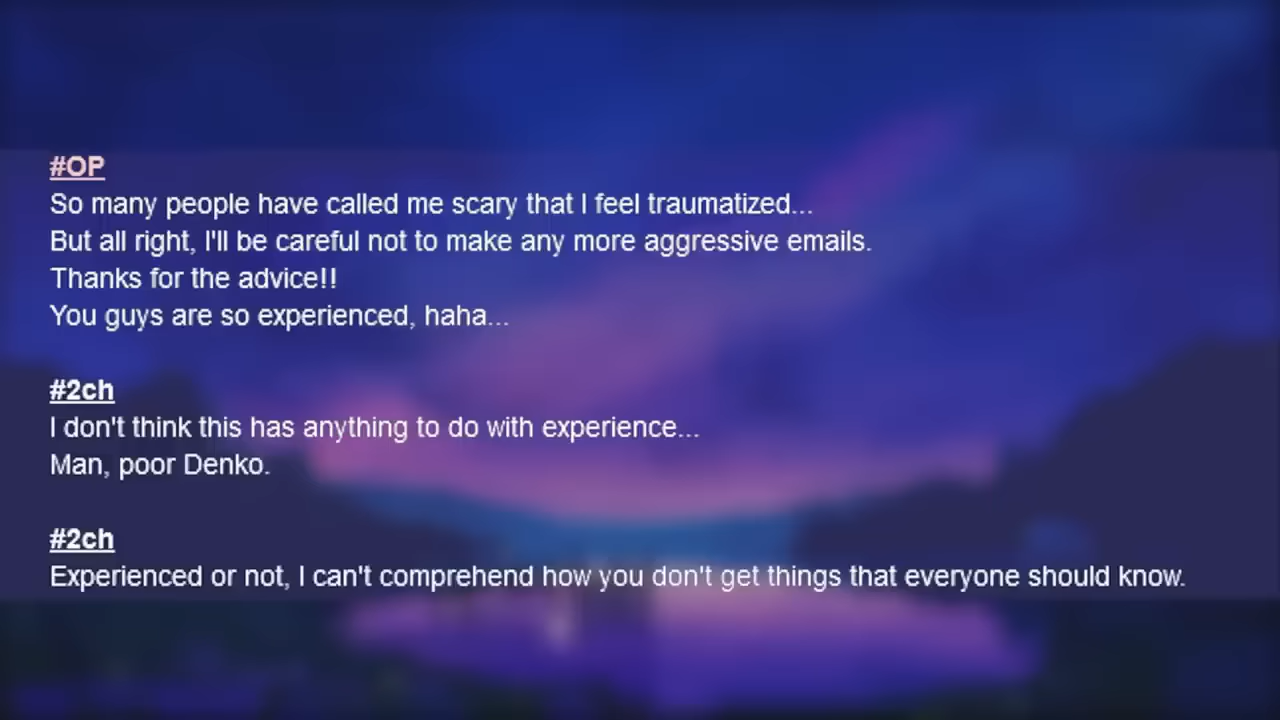 #OP
So many people have called me scary that I feel traumatized...
But all right, I'll be careful not to make any more aggressive emails.
Thanks for the advice!!
You guys are so experienced, haha...
#2ch
I don't think this has anything to do with experience...
Man, poor Denko.
#2ch
Experienced or not, I can't comprehend how you don't get things that everyone should know.